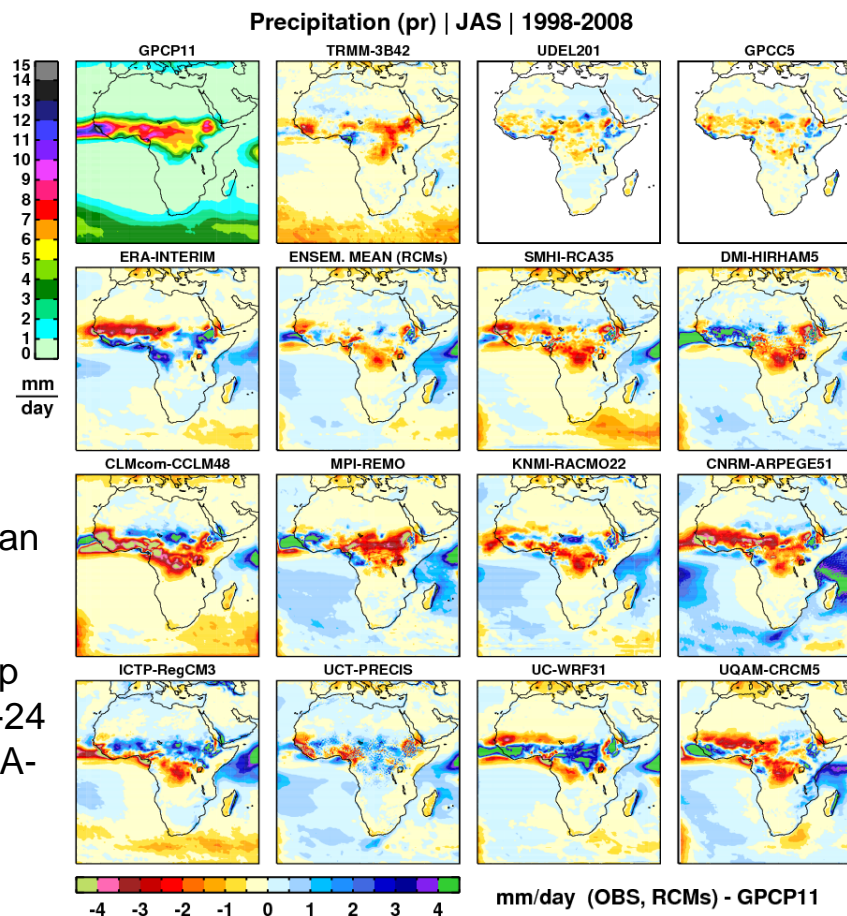 Precipitation (pr) | JAS | 1998-2008
GPCP11 TRMM-3B42 UDEL201 GPCC5
15
14
13
12
11
10
9
8
7
6
5
4
3
2
1
0
mm
day
ERA-INTERIM ENSEM. MEAN (RCMs) SMHI-RCA35 DMI-HIRHAM5
CLMcom-CCLM48 MPI-REMO KNMI-RACMO22 CNRM-ARPEGE51
an
ICTP-RegCM3 UCT-PRECIS UC-WRF31 UQAM-CRCM5
p
-24
A-
-4 -3 -2 -1 0 1 2 3 4
mm/day (OBS, RCMs) - GPCP11